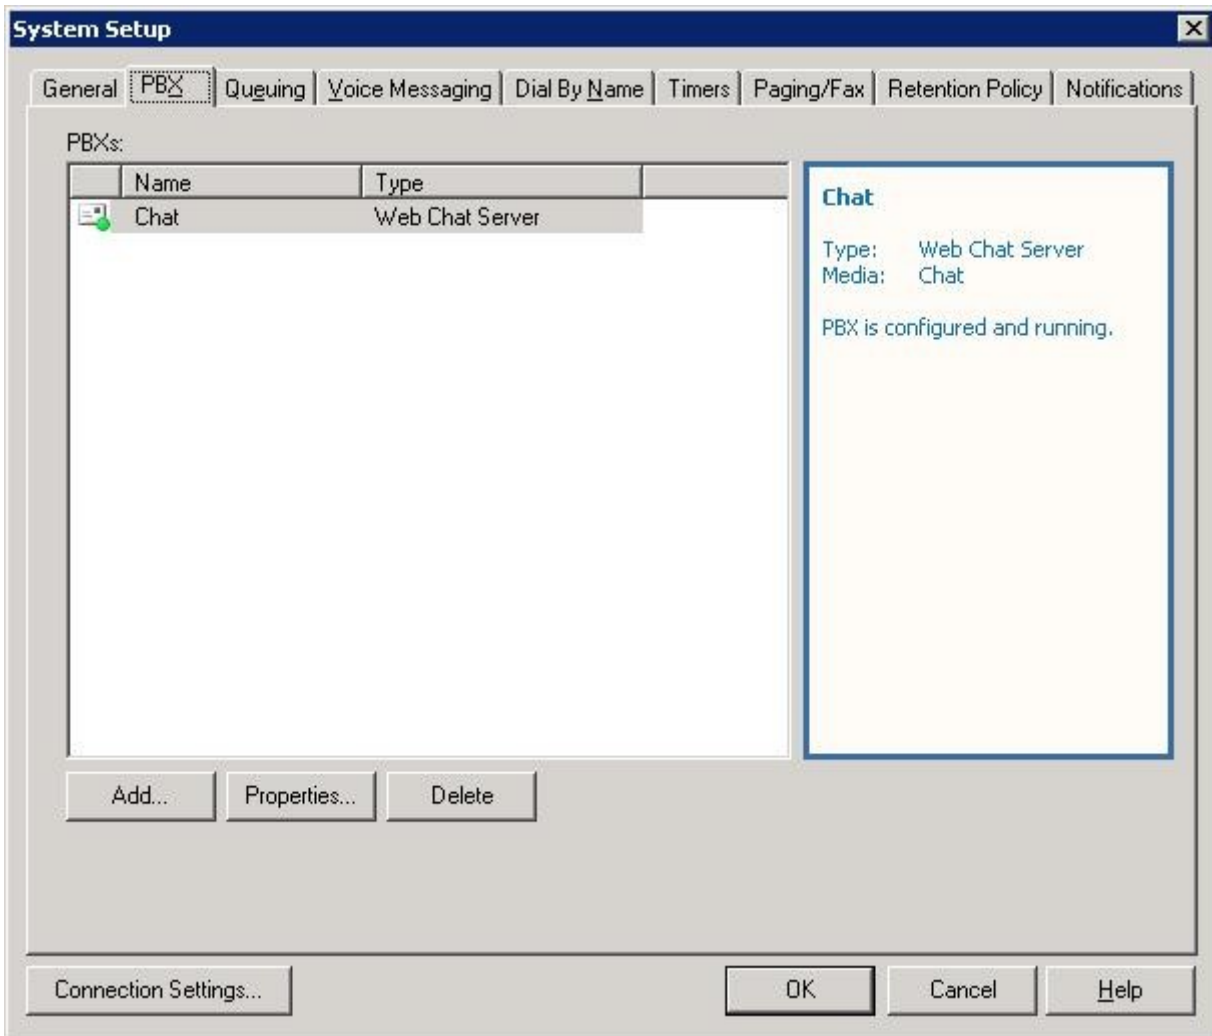 System Setup
General PBX Queuing Voice Messaging Dial By Name Timers Paging/Fax Retention Policy Notifications
PBXs:
Name Type
Chat Web Chat Server
Chat
Type: Web Chat Server
Media: Chat
PBX is configured and running.
Add... Properties... Delete
Connection Settings... OK Cancel Help